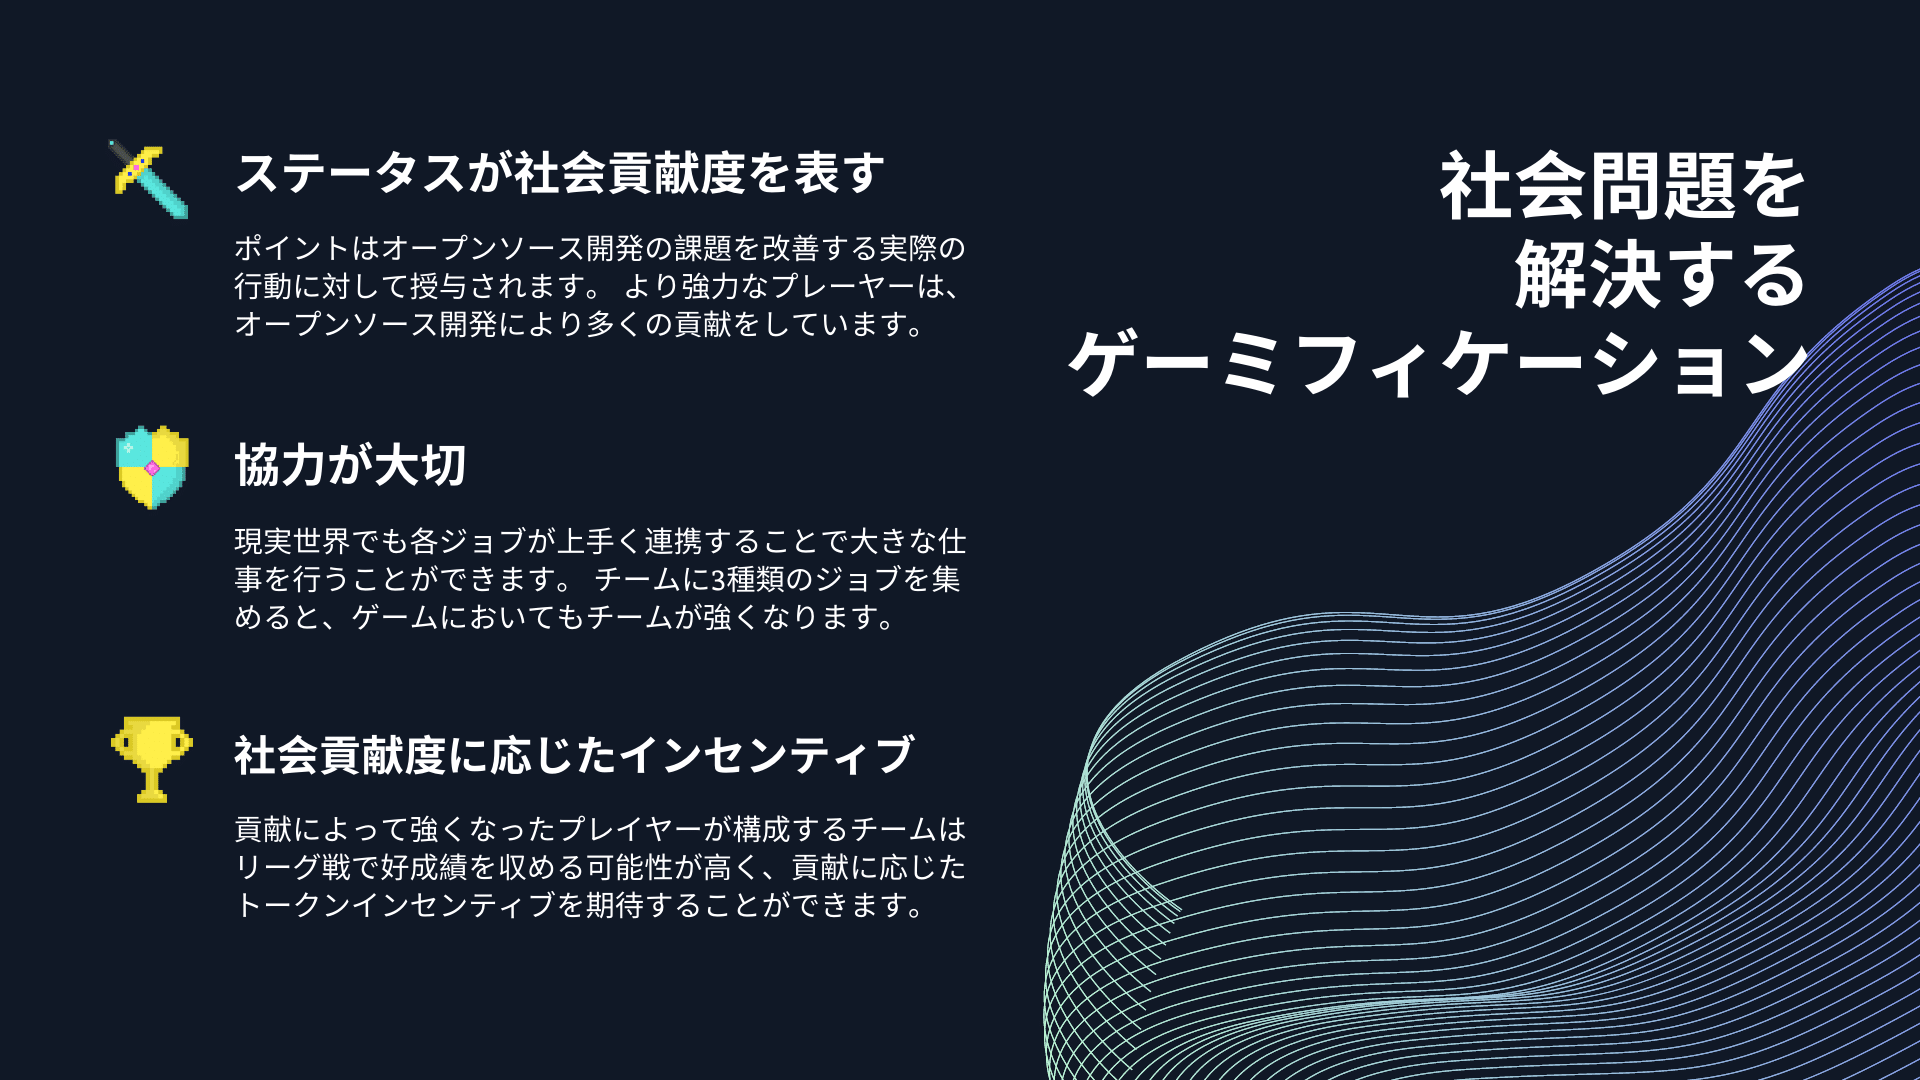 社会問題を
解決する
ゲーミフィケーション
ステータスが社会貢献度を表す
ポイントはオープンソース開発の課題を改善する実際の
行動に対して授与されます。 より強力なプレーヤーは、
オープンソース開発により多くの貢献をしています。
協力が大切
現実世界でも各ジョブが上手く連携することで大きな仕
事を行うことができます。 チームに3種類のジョブを集
めると、ゲームにおいてもチームが強くなります。
社会貢献度に応じたインセンティブ
貢献によって強くなったプレイヤーが構成するチームは
リーグ戦で好成績を収める可能性が高く、貢献に応じた
トークンインセンティブを期待することができます。